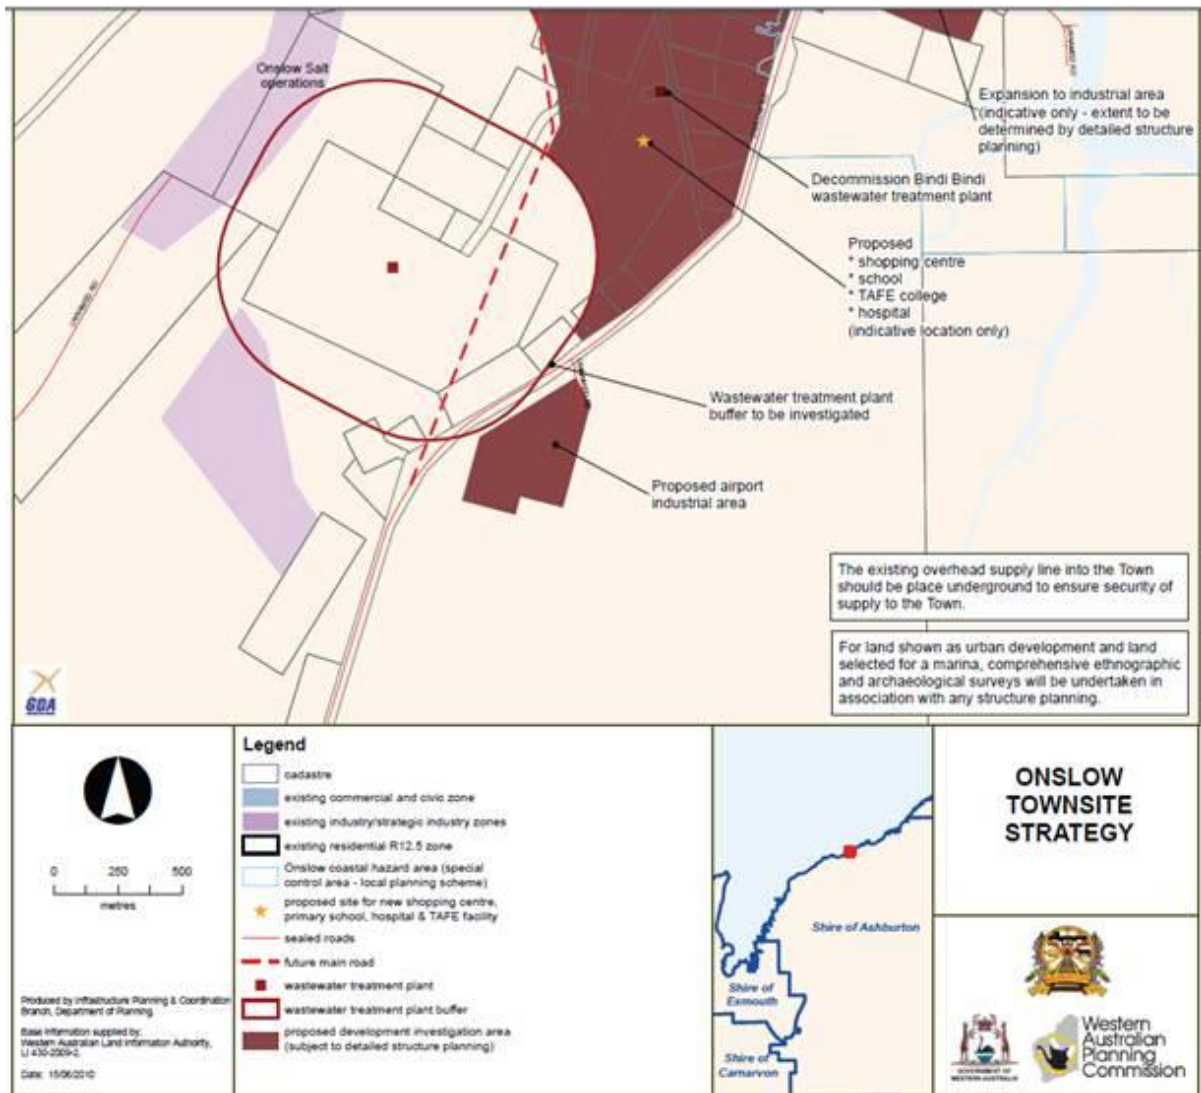 Onslow Salt
operations
Expansion to industrial area
(indicative only - extent to be
determined by detailed structure
planning)
Decommission Bindi Bindi
wastewater treatment plant
Proposed
* shopping centre
* school
* TAFE college
* hospital
(indicative location only)
Wastewater treatment plant
buffer to be investigated
Proposed airport
industrial area
The existing overhead supply line into the Town
should be place underground to ensure security of
supply to the Town.
For land shown as urban development and land
selected for a marina, comprehensive ethnographic
and archaeological surveys will be undertaken in
association with any structure planning.
GDA
Legend
cadastre
existing commercial and civic zone
existing industry/strategic industry zones
existing residential R12.5 zone
Onslow coastal hazard area (special
control area - local planning scheme)
proposed site for new shopping centre,
primary school, hospital & TAFE facility
sealed roads
future main road
wastewater treatment plant
wastewater treatment plant buffer
proposed development investigation area
(subject to detailed structure planning)
0 250 500
metres
Produced by Infrastructure Planning & Coordination
Branch, Department of Planning.
Base information supplied by:
Western Australian Land Information Authority,
LI 430-2009-2.
Date: 15/06/2010
Shire of Ashburton
Shire of
Exmouth
Shire of
Carnarvon
ONSLOW
TOWNSITE
STRATEGY
GOVERNMENT OF
WESTERN AUSTRALIA
Western
Australian
Planning
Commission